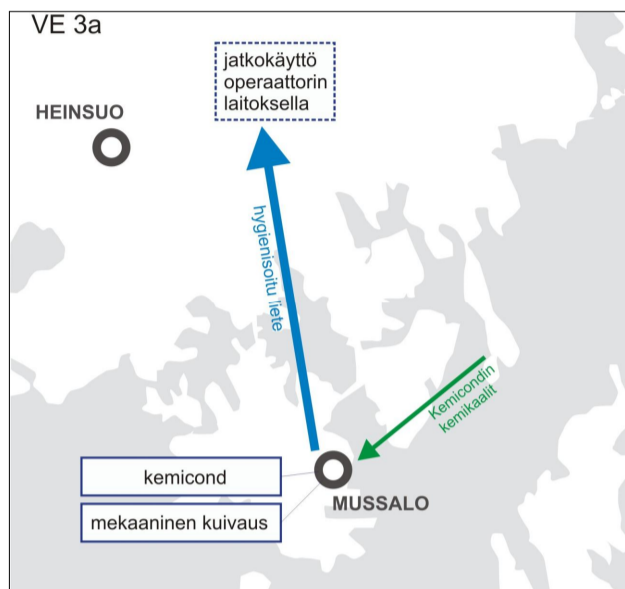 VE 3a
jatkokäyttö
operaattorin
laitoksella
HEINSUO
hygienisoitu liete
Kemicondin
kemikaalit
kemicond
mekaaninen kuivaus
MUSSALO